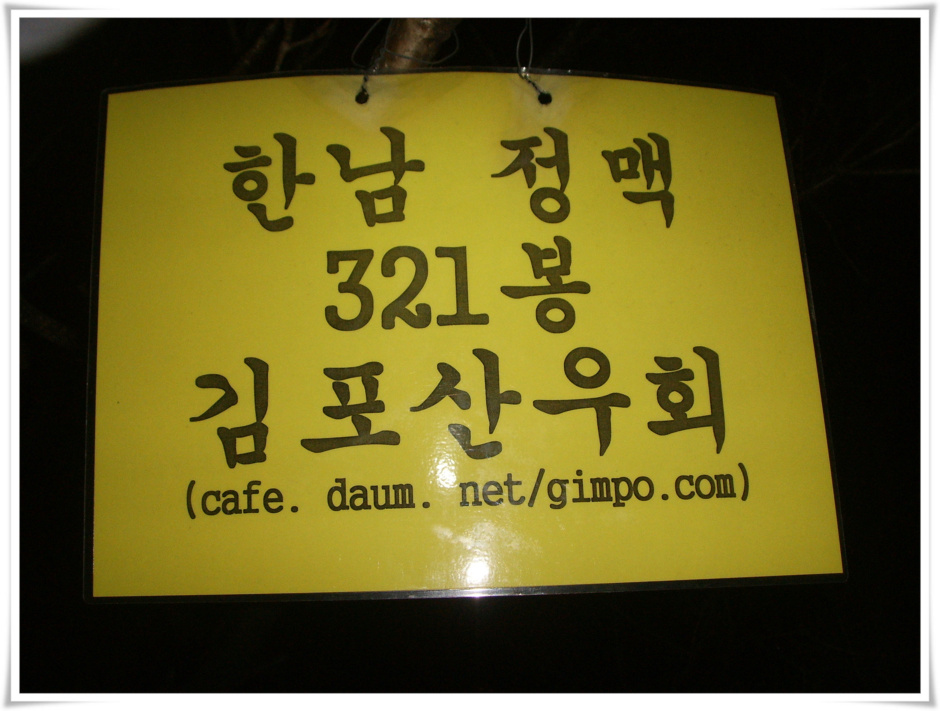 한남 정맥
321봉
김포산우회
(cafe. daum. net/gimpo.com)